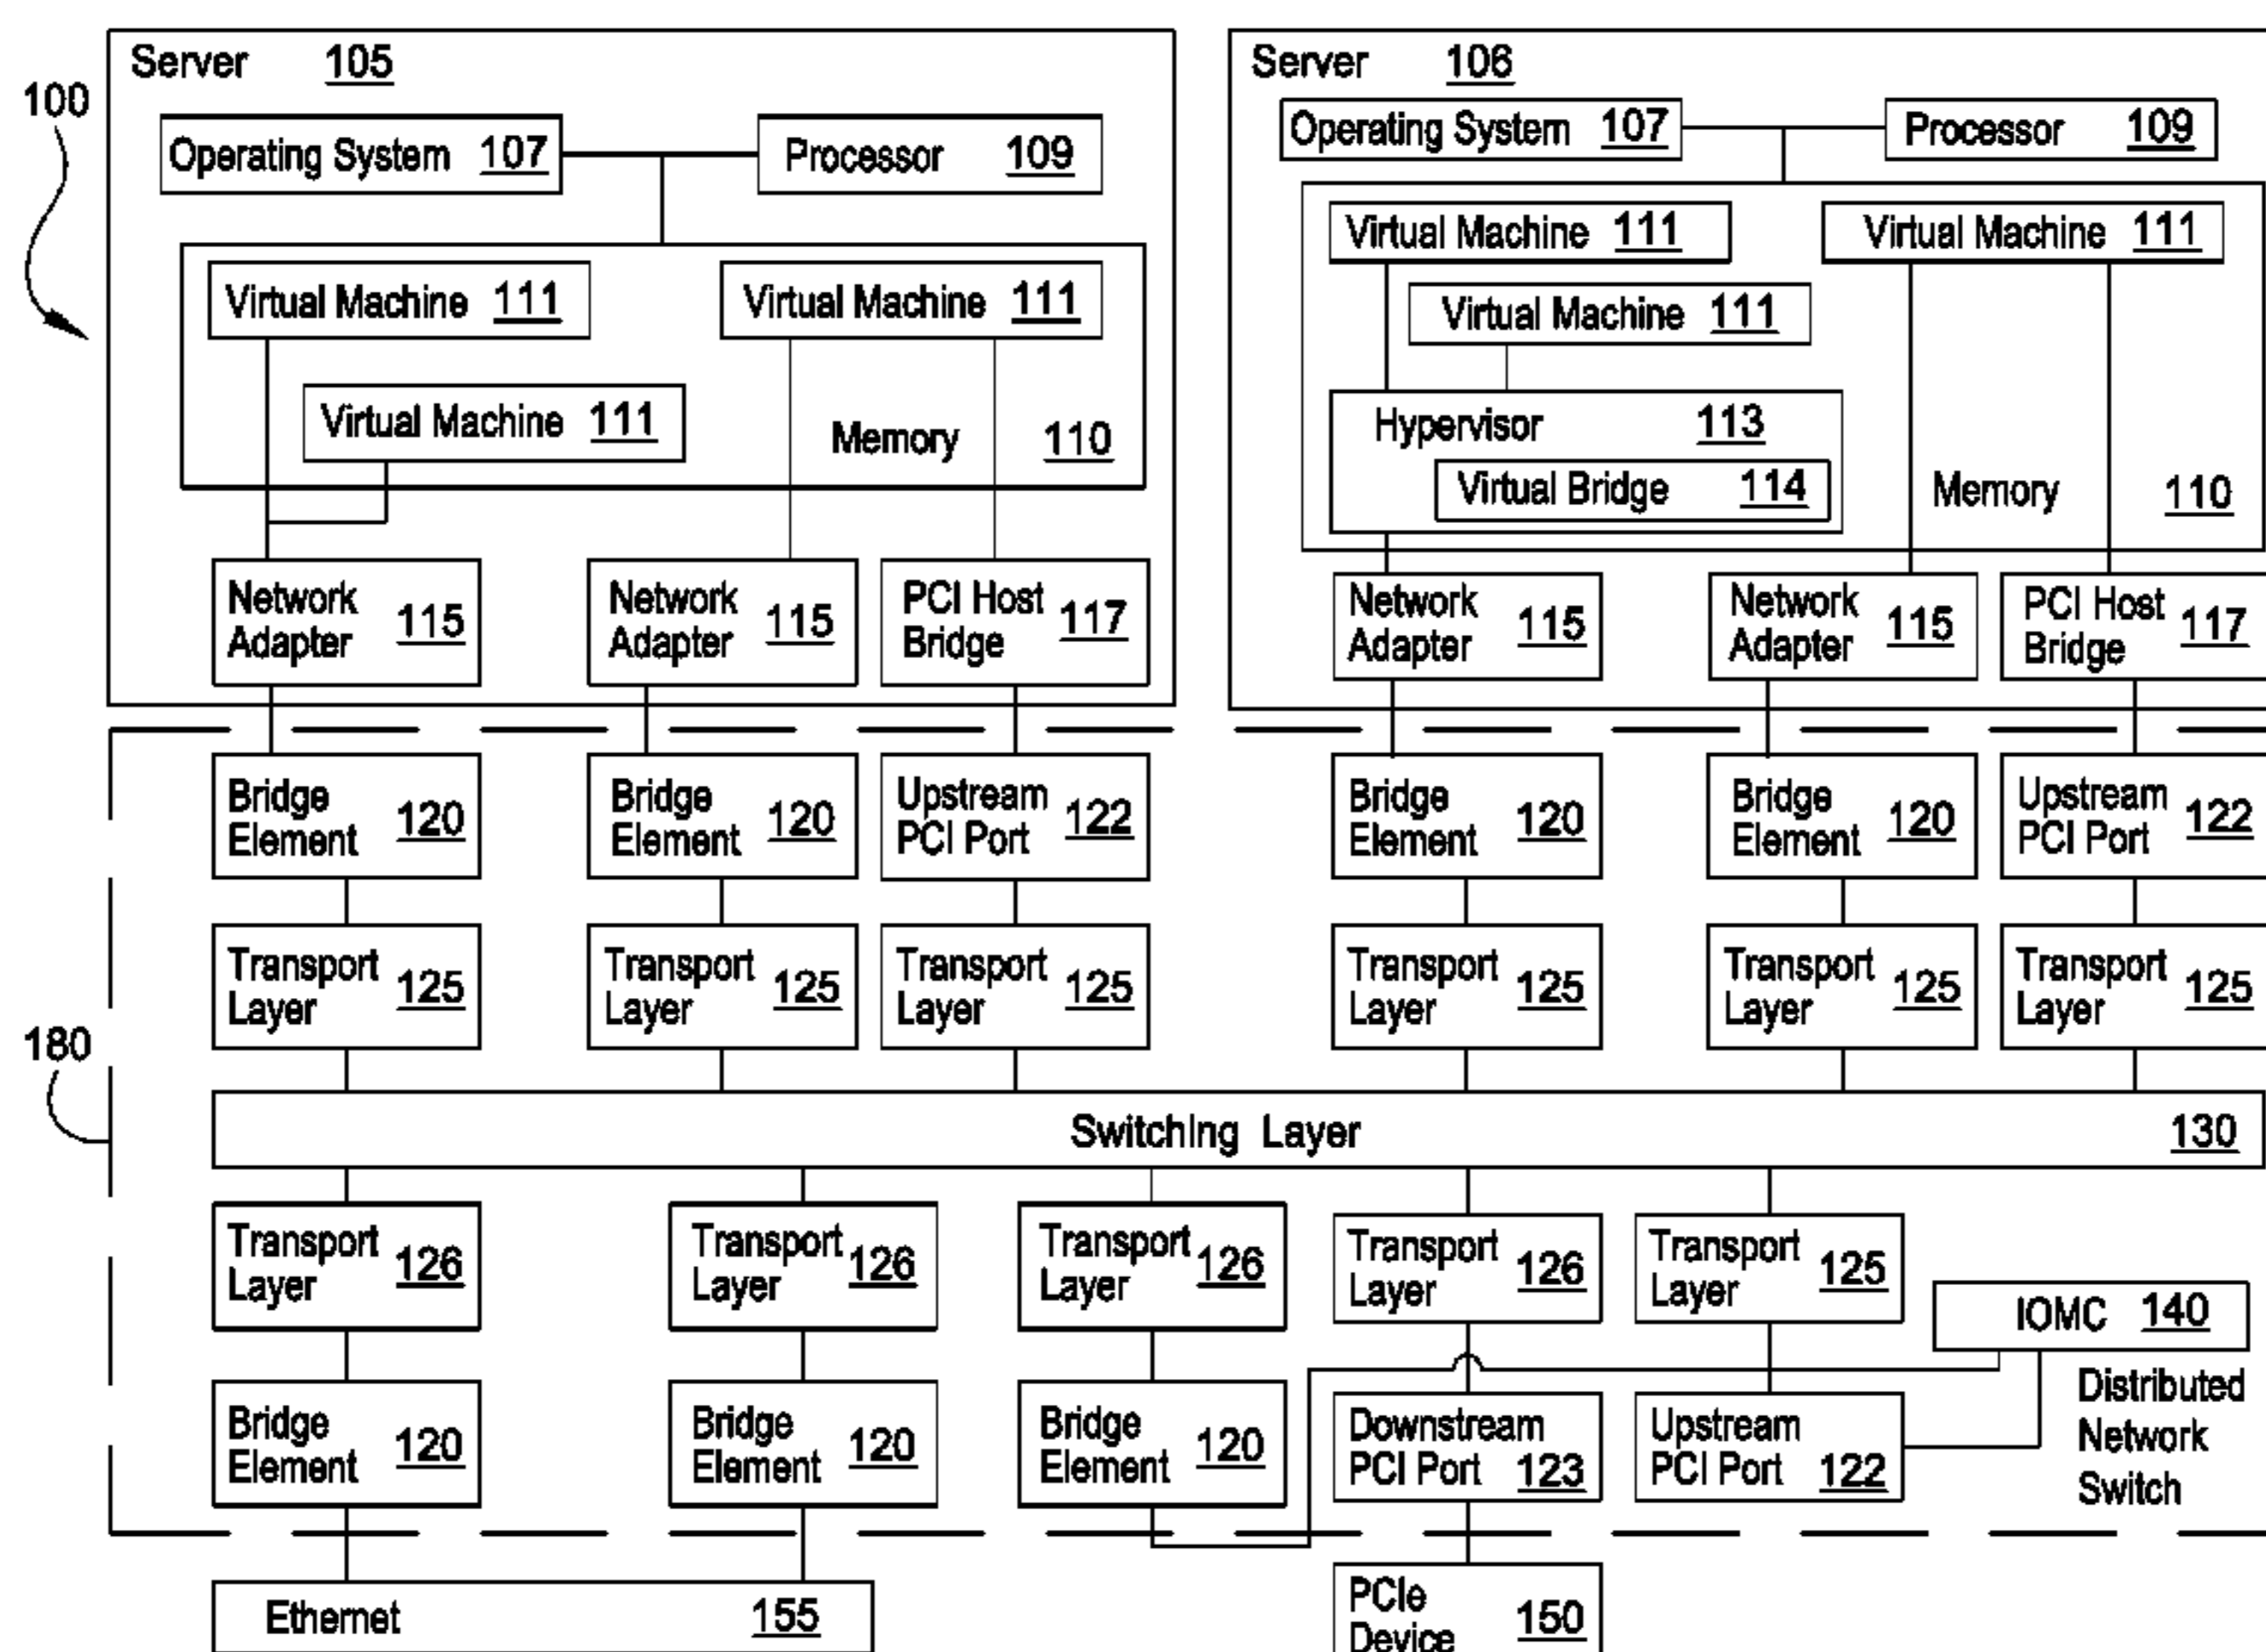 Server 105
Server 106
100
Operating System 107
Processor 109
Operating System 107
Processor 109
Virtual Machine 111
Virtual Machine 111
Virtual Machine 111
Virtual Machine 111
Virtual Machine 111
Virtual Machine 111
Memory 110
Hypervisor 113
Virtual Bridge 114
Memory 110
Network
Adapter 115
Network
Adapter 115
PCI Host
Bridge 117
Network
Adapter 115
Network
Adapter 115
PCI Host
Bridge 117
Bridge
Element 120
Bridge
Element 120
Upstream
PCI Port 122
Bridge
Element 120
Bridge
Element 120
Upstream
PCI Port 122
Transport
Layer 125
Transport
Layer 125
Transport
Layer 125
Transport
Layer 125
Transport
Layer 125
Transport
Layer 125
180
Switching Layer 130
Transport
Layer 126
Transport
Layer 126
Transport
Layer 126
Transport
Layer 126
Transport
Layer 125
IOMC 140
Bridge
Element 120
Bridge
Element 120
Bridge
Element 120
Downstream
PCI Port 123
Upstream
PCI Port 122
Distributed
Network
Switch
Ethernet 155
PCIe
Device 150